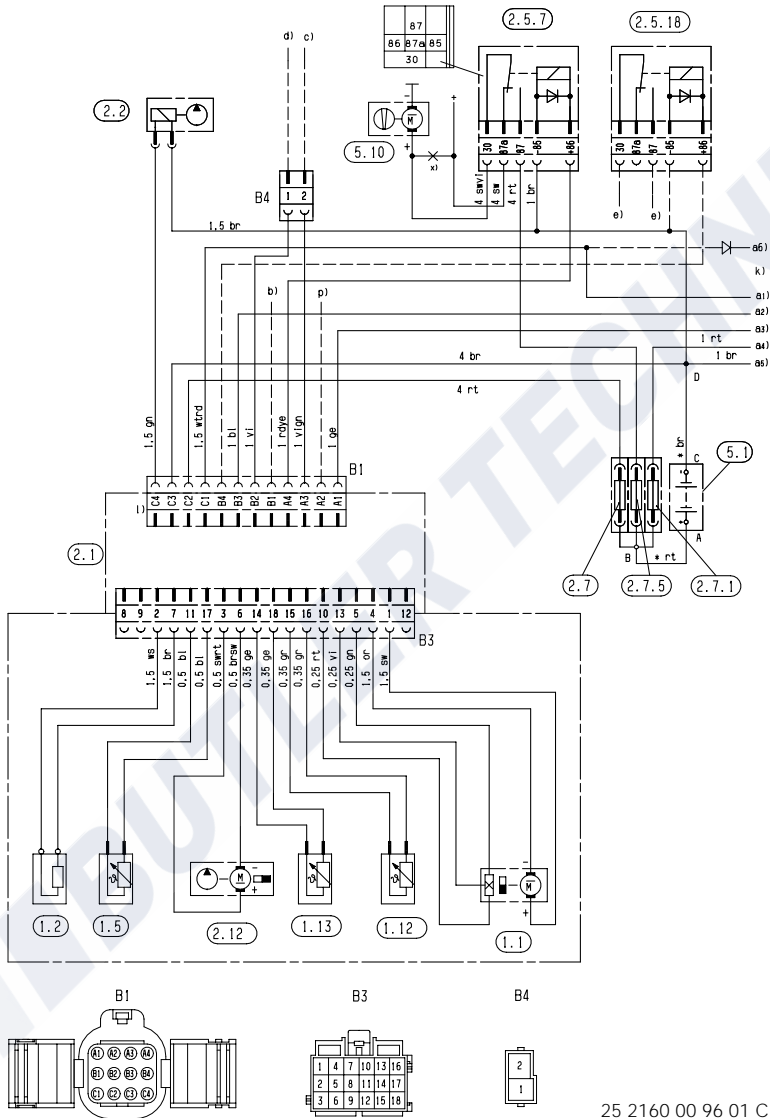 d) c)
87
86 87a 85
30
2.5.7
2.5.18
2.2
M
5.10
- +
+ x)
B4
1 2
30 87a 87 -85 +86
30 87a 87 -85 +86
4 swvi
4 sw
4 rt
1 br
e) e)
1,5 br
a6)
k)
b) p)
a1)
a2)
a3)
1 rt
a4)
4 br
1 br
a5)
D
4 rt
1.5 gn
1.5 wtrd
1 bl
1 vi
1 rdye
1 vign
1 ge
* br
B1
C
5.1
l)
C4 C3 C2 C1 B4 B3 B2 B1 A4 A3 A2 A1
2.1
A
B
* rt
2.7
2.7.5
2.7.1
8 9 2 7 11 17 3 6 14 18 15 16 10 13 5 4 1 12
B3
1.5 ws
1.5 br
0,5 bl
0,5 bl
0.5 swrt
0.5 brsw
0,35 ge
0,35 ge
0,35 gr
0,35 gr
0.25 rt
0.25 vi
0.25 gn
1.5 or
1.5 sw
M
- +
M
- +
1.2
1.5
2.12
1.13
1.12
1.1
B1
B3
B4
A1 A2 A3 A4
B1 B2 B3 B4
C1 C2 C3 C4
1 4 7 10 13 16
2 5 8 11 14 17
3 6 9 12 15 18
2
1
BUTLER TECHN
25 2160 00 96 01 C